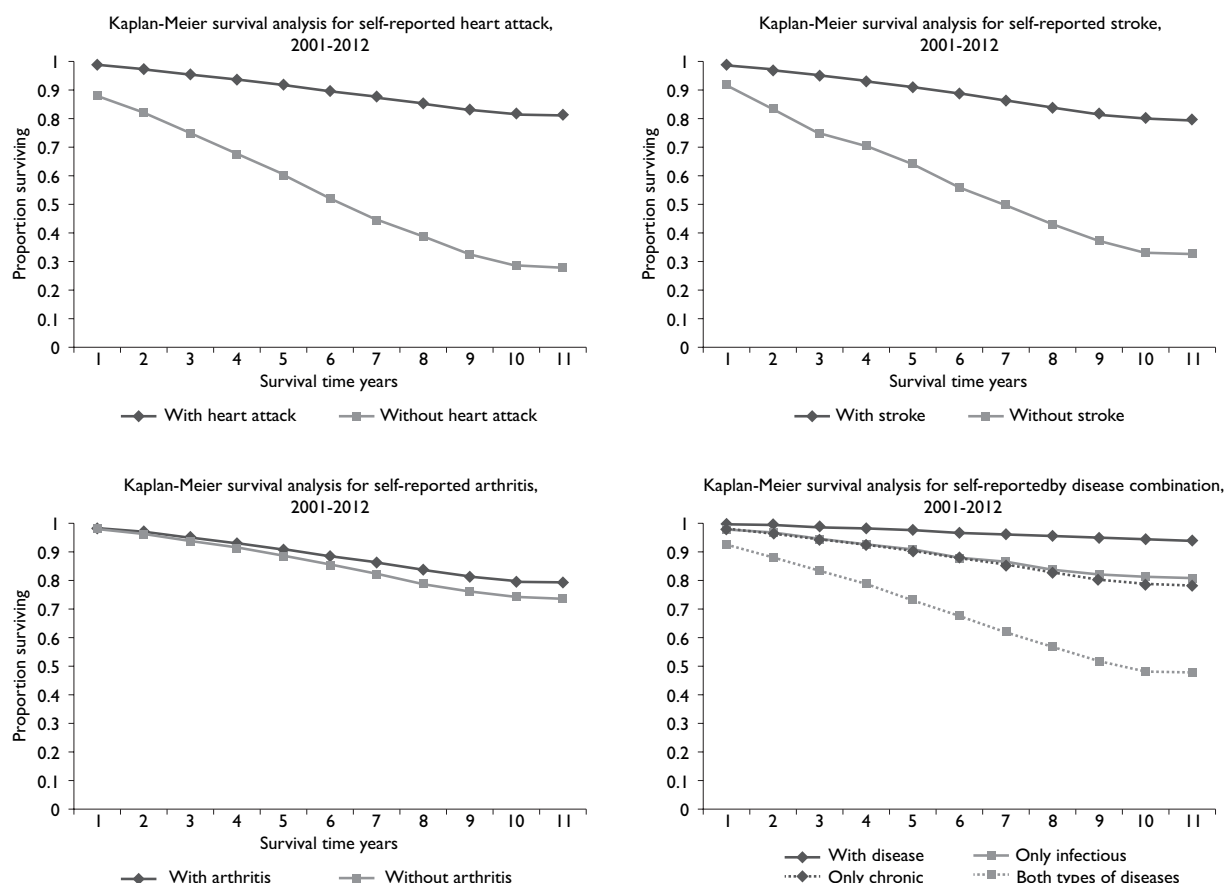 Kaplan-Meier survival analysis for self-reported heart attack,
2001-2012
Proportion surviving
1
0.9
0.8
0.7
0.6
0.5
0.4
0.3
0.2
0.1
0
1 2 3 4 5 6 7 8 9 10 11
Survival time years
With heart attack Without heart attack
Kaplan-Meier survival analysis for self-reported stroke,
2001-2012
Proportion surviving
1
0.9
0.8
0.7
0.6
0.5
0.4
0.3
0.2
0.1
0
1 2 3 4 5 6 7 8 9 10 11
Survival time years
With stroke Without stroke
Kaplan-Meier survival analysis for self-reported arthritis,
2001-2012
Proportion surviving
1
0.9
0.8
0.7
0.6
0.5
0.4
0.3
0.2
0.1
0
1 2 3 4 5 6 7 8 9 10 11
Survival time years
With arthritis Without arthritis
Kaplan-Meier survival analysis for self-reportedby disease combination,
2001-2012
1
0.9
0.8
0.7
0.6
0.5
0.4
0.3
0.2
0.1
0
1 2 3 4 5 6 7 8 9 10 11
With disease Only infectious
Only chronic Both types of diseases